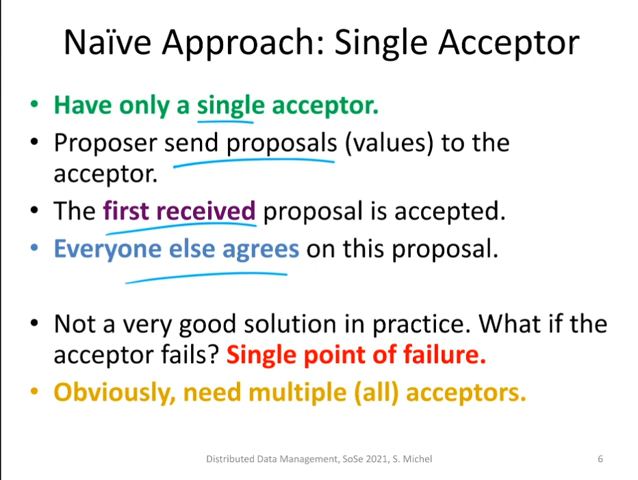 Naïve Approach: Single Acceptor
• Have only a single acceptor.
• Proposer send proposals (values) to the
acceptor.
• The first received proposal is accepted.
• Everyone else agrees on this proposal.
• Not a very good solution in practice. What if the
acceptor fails? Single point of failure.
• Obviously, need multiple (all) acceptors.
Distributed Data Management, SoSe 2021, S. Michel
6